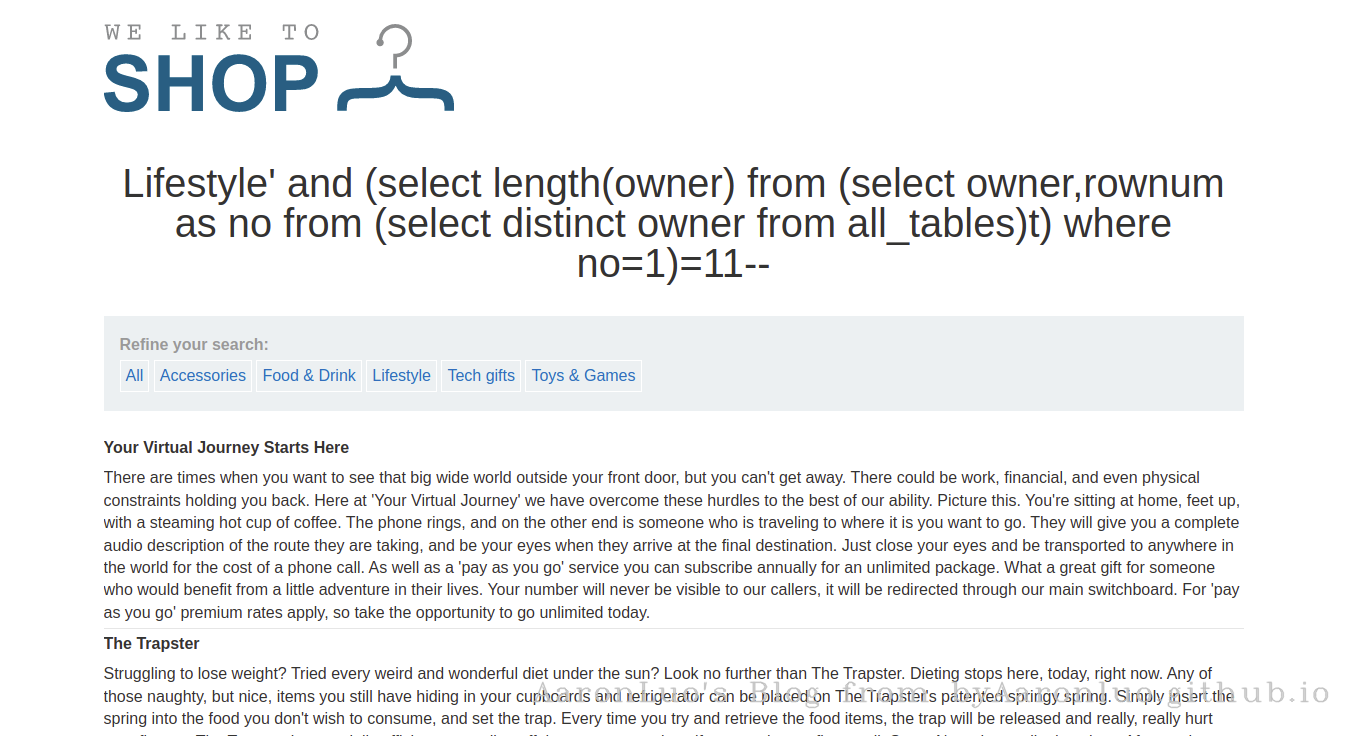 WE LIKE TO
SHOP
Lifestyle' and (select length(owner) from (select owner,rownum
as no from (select distinct owner from all_tables)t) where
no=1)=11--
Refine your search:
All Accessories Food & Drink Lifestyle Tech gifts Toys & Games
Your Virtual Journey Starts Here
There are times when you want to see that big wide world outside your front door, but you can't get away. There could be work, financial, and even physical
constraints holding you back. Here at 'Your Virtual Journey' we have overcome these hurdles to the best of our ability. Picture this. You're sitting at home, feet up,
with a steaming hot cup of coffee. The phone rings, and on the other end is someone who is traveling to where it is you want to go. They will give you a complete
audio description of the route they are taking, and be your eyes when they arrive at the final destination. Just close your eyes and be transported to anywhere in
the world for the cost of a phone call. As well as a 'pay as you go' service you can subscribe annually for an unlimited package. What a great gift for someone
who would benefit from a little adventure in their lives. Your number will never be visible to our callers, it will be redirected through our main switchboard. For 'pay
as you go' premium rates apply, so take the opportunity to go unlimited today.
The Trapster
Struggling to lose weight? Tried every weird and wonderful diet under the sun? Look no further than The Trapster. Dieting stops here, today, right now. Any of
those naughty, but nice, items you still have hiding in your cupboards and refrigerator can be placed on The Trapster's patented springy spring. Simply insert the
AaronLuo's Blog from byAaronluo.github.io
spring into the food you don't wish to consume, and set the trap. Every time you try and retrieve the food items, the trap will be released and really, really hurt